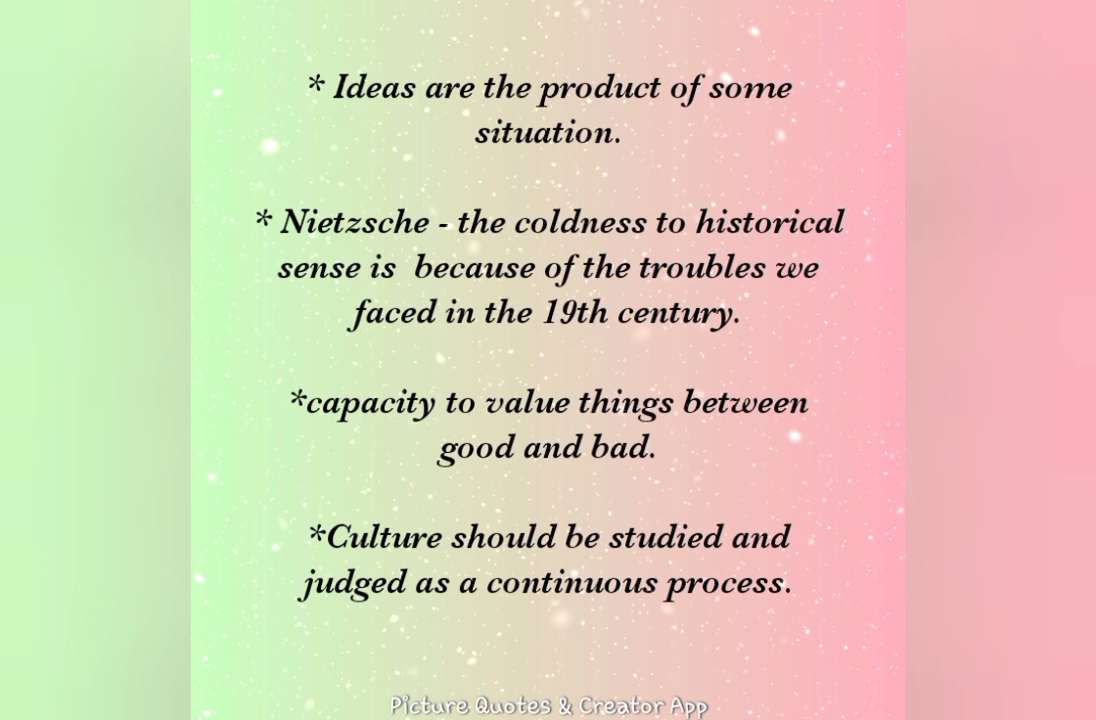 * Ideas are the product of some
situation.
* Nietzsche - the coldness to historical
sense is  because of the troubles we
faced in the 19th century.
*capacity to value things between
good and bad.
*Culture should be studied and
judged as a continuous process.
Picture Quotes & Creator App